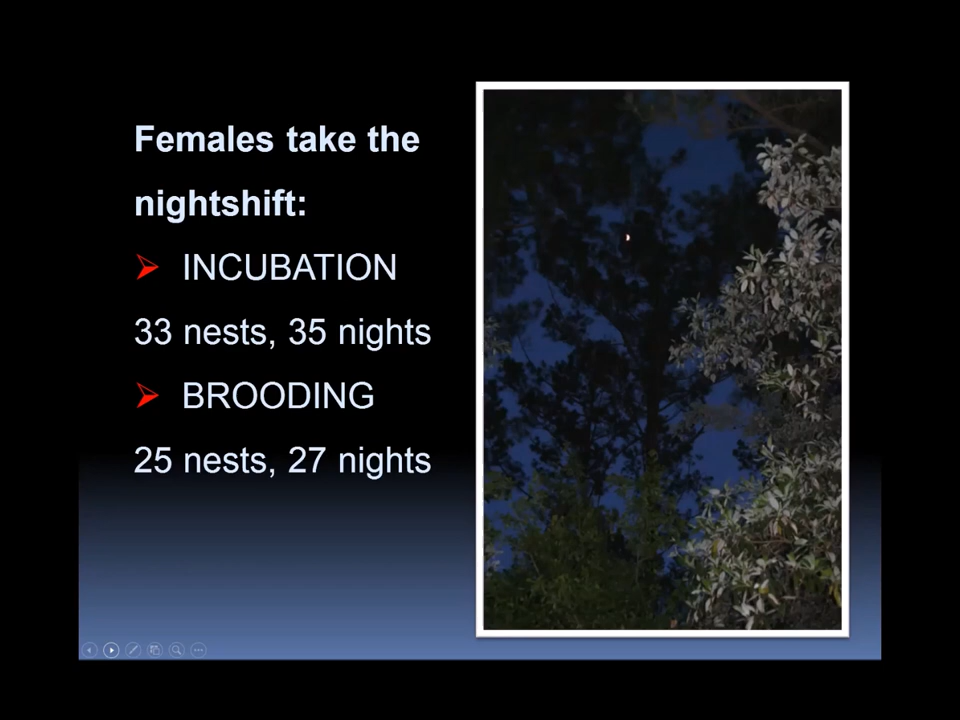 Females take the
nightshift:
INCUBATION
33 nests, 35 nights
BROODING
25 nests, 27 nights